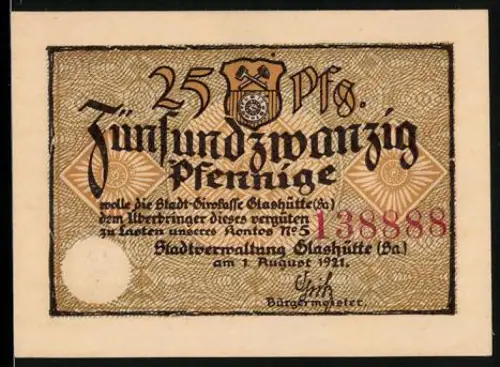 25 Pfg.
Fünfundzwanzig
Pfennige
wolle die Stadt-Girokasse Glashütte (Sa)
dem Überbringer dieses vergüten
zu Lasten unseres Kontos Nº 5 138888
Stadtverwaltung Glashütte (Sa)
am 1. August 1921.
Bürgermeister.